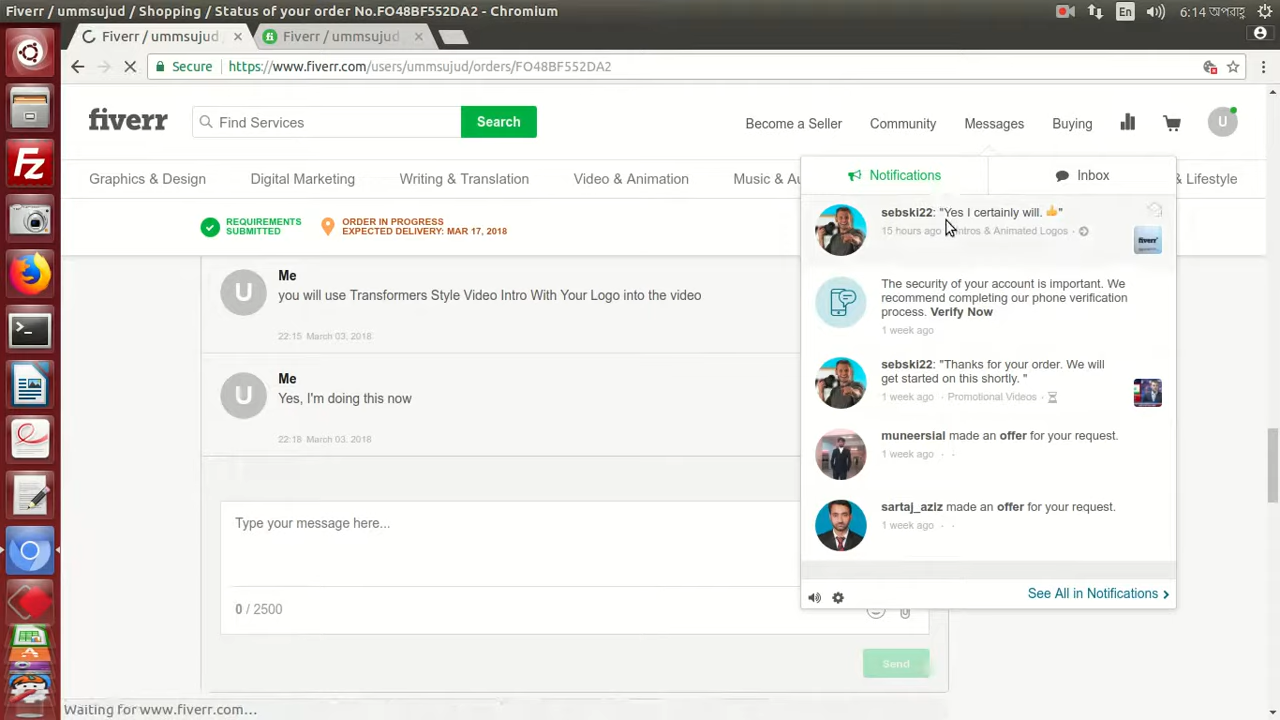 Fiverr / ummsujud / Shopping / Status of your order No.FO48BF552DA2 - Chromium
En
6:14 অপরাহ্ণ
Fiverr / ummsujud
Fiverr / ummsujud
Secure
https://www.fiverr.com/users/ummsujud/orders/FO48BF552DA2
fiverr
Find Services
Search
Become a Seller
Community
Messages
Buying
U
Graphics & Design
Digital Marketing
Writing & Translation
Video & Animation
Music & Au
& Lifestyle
REQUIREMENTS
SUBMITTED
ORDER IN PROGRESS
EXPECTED DELIVERY: MAR 17, 2018
Notifications
Inbox
sebski22: "Yes I certainly will. 👍"
15 hours ago · Intros & Animated Logos ·
fiverr
The security of your account is important. We
recommend completing our phone verification
process. Verify Now
1 week ago
sebski22: "Thanks for your order. We will
get started on this shortly. "
1 week ago · Promotional Videos ·
muneersial made an offer for your request.
1 week ago · ·
sartaj_aziz made an offer for your request.
1 week ago · ·
See All in Notifications
U
Me
you will use Transformers Style Video Intro With Your Logo into the video
22:15 March 03, 2018
U
Me
Yes, I'm doing this now
22:18 March 03, 2018
Type your message here...
0 / 2500
Send
Waiting for www.fiverr.com...